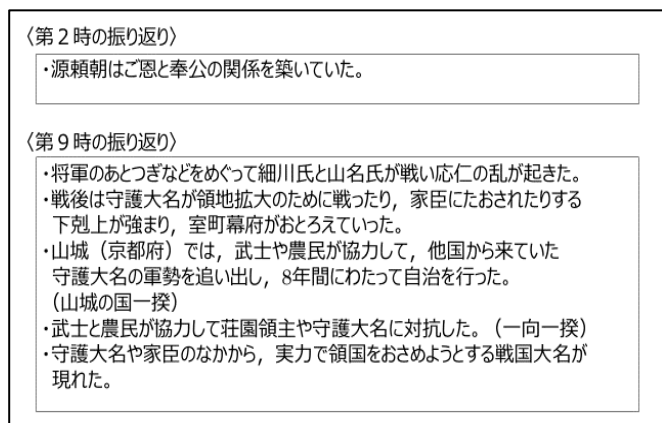 〈第２時の振り返り〉
・源頼朝はご恩と奉公の関係を築いていた。
〈第９時の振り返り〉
・将軍のあとつぎなどをめぐって細川氏と山名氏が戦い応仁の乱が起きた。
・戦後は守護大名が領地拡大のために戦ったり，家臣にたおされたりする
下剋上が強まり，室町幕府がおとろえていった。
・山城（京都府）では，武士や農民が協力して，他国から来ていた
守護大名の軍勢を追い出し，8年間にわたって自治を行った。
（山城の国一揆）
・武士と農民が協力して荘園領主や守護大名に対抗した。（一向一揆）
・守護大名や家臣のなかから，実力で領国をおさめようとする戦国大名が
現れた。